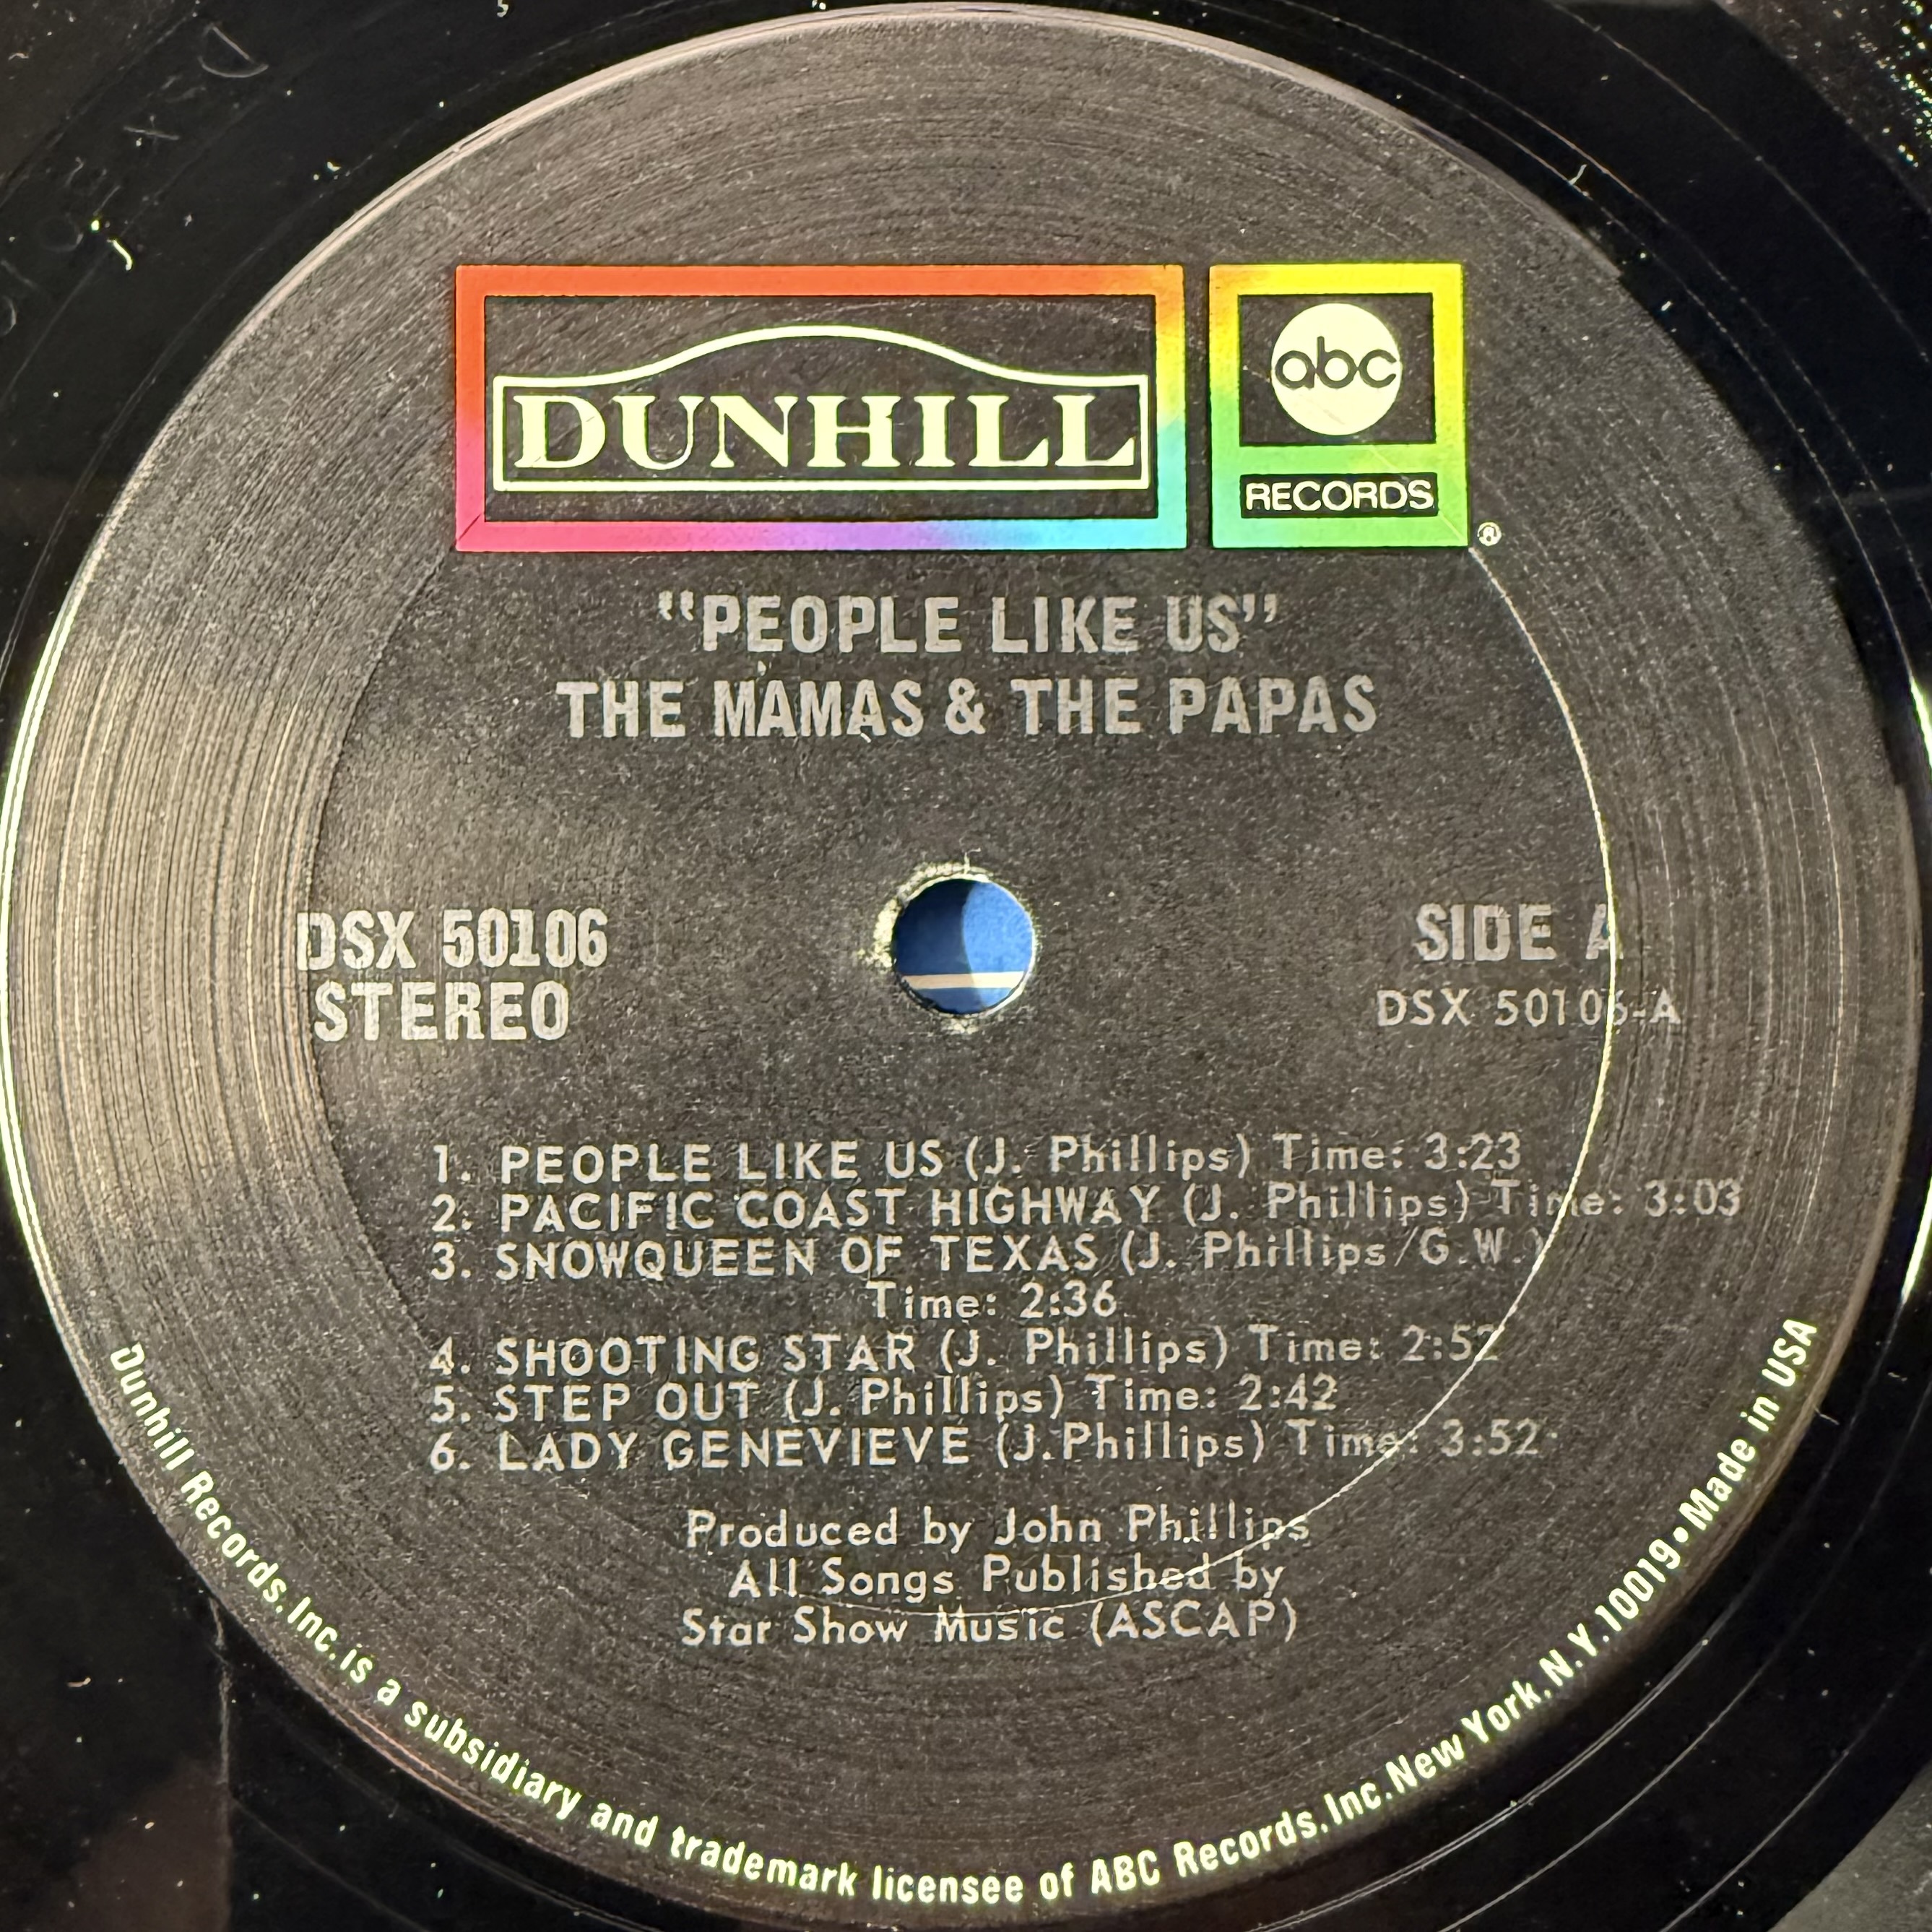 DUNHILL
abc
RECORDS
®
"PEOPLE LIKE US"
THE MAMAS & THE PAPAS
DSX 50106
STEREO
SIDE A
DSX 50106-A
1. PEOPLE LIKE US (J. Phillips) Time: 3:23
2. PACIFIC COAST HIGHWAY (J. Phillips) Time: 3:03
3. SNOWQUEEN OF TEXAS (J. Phillips/G.W.)
Time: 2:36
4. SHOOTING STAR (J. Phillips) Time: 2:52
5. STEP OUT (J. Phillips) Time: 2:42
6. LADY GENEVIEVE (J.Phillips) Time: 3:52
Produced by John Phillips
All Songs Published by
Star Show Music (ASCAP)
Dunhill Records, Inc. is a subsidiary and trademark licensee of ABC Records, Inc. New York, N.Y. 10019 • Made in USA